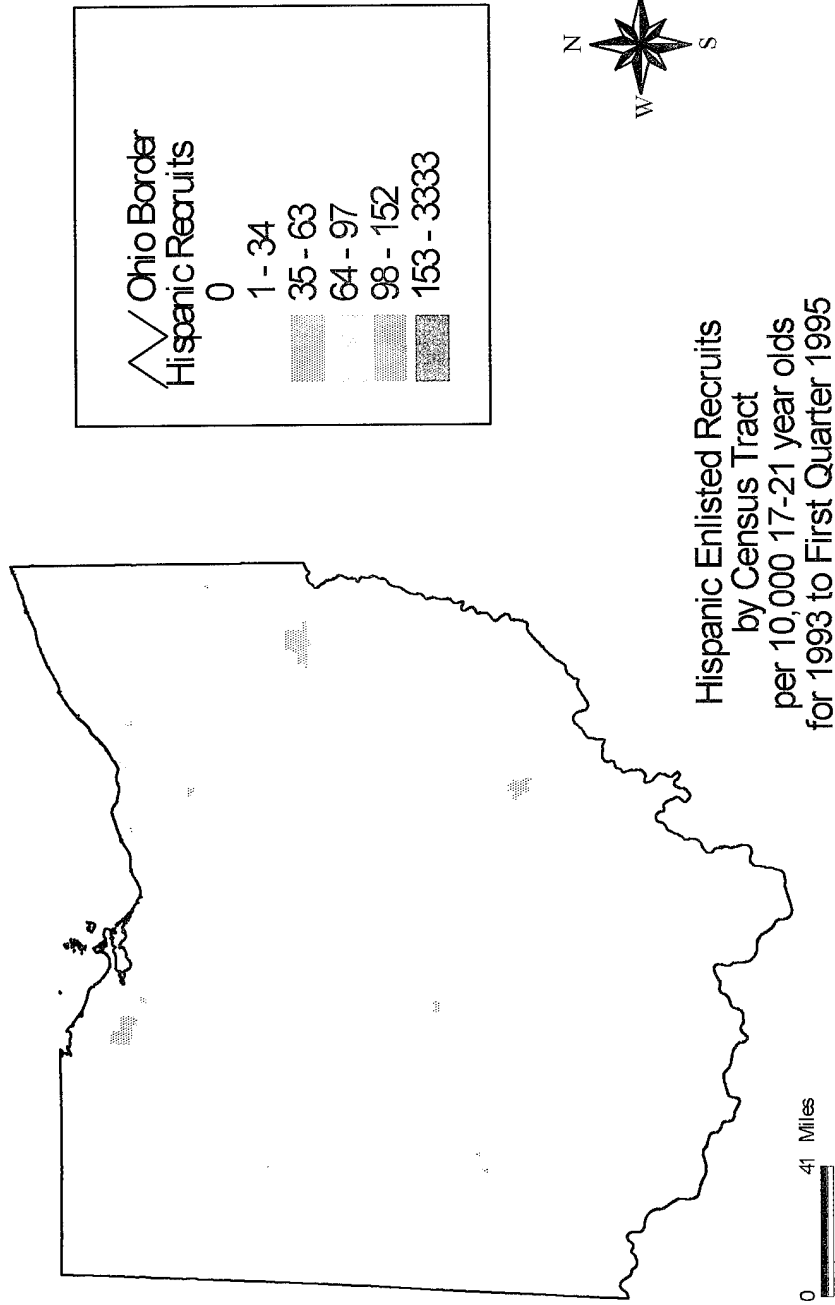 Ohio Border
Hispanic Recruits
0
1 - 34
35 - 63
64 - 97
98 - 152
153 - 3333
N
W
S
Hispanic Enlisted Recruits
by Census Tract
per 10,000 17-21 year olds
for 1993 to First Quarter 1995
0
41 Miles